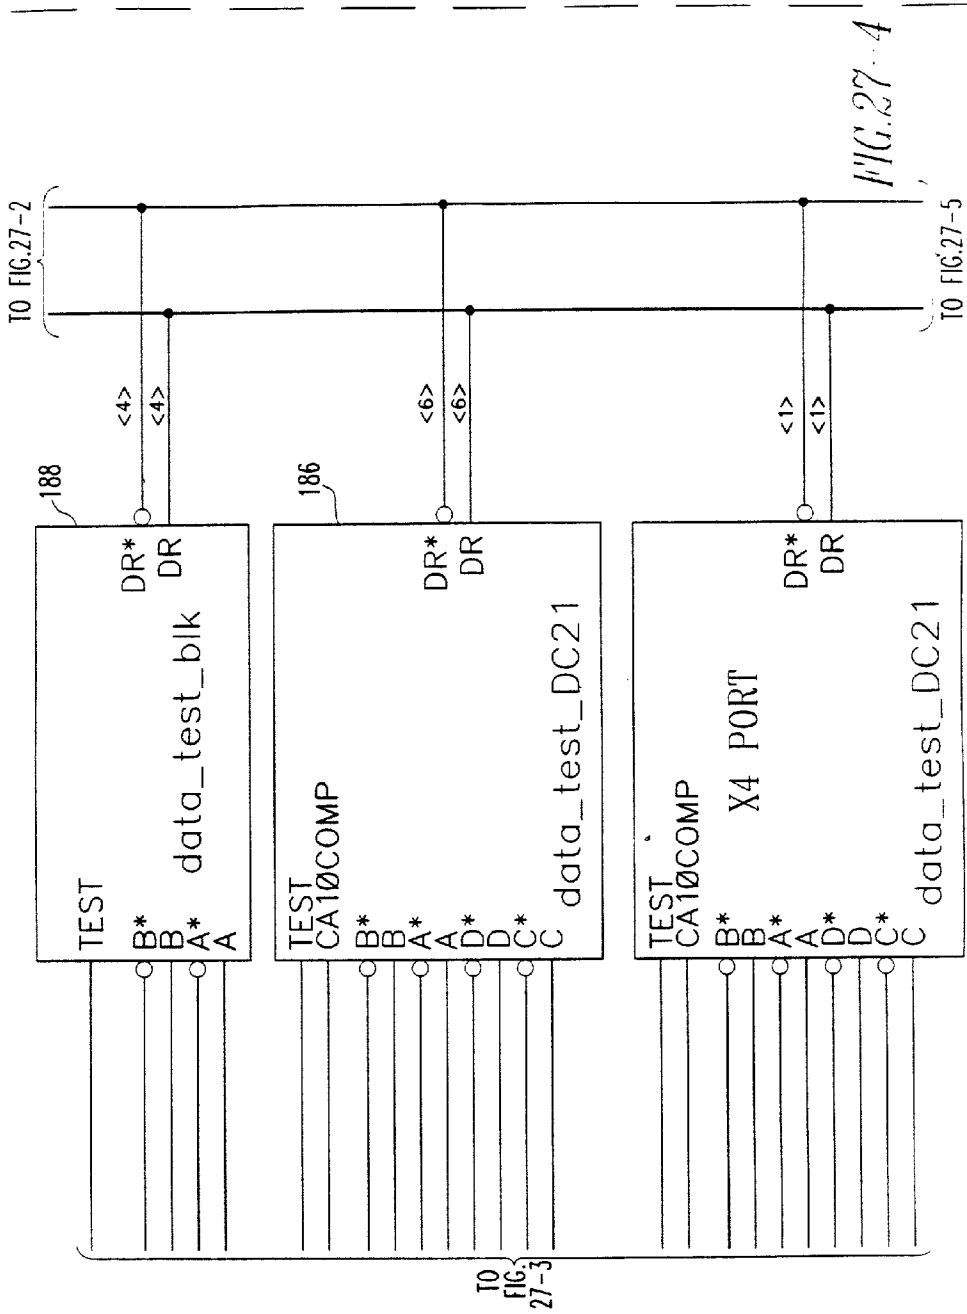 TO FIG.27-2
188
TEST
B*
B
A*
A
data_test_blk
DR*
DR
<4>
<4>
186
TEST
CA10COMP
B*
B
A*
A
D*
D
C*
C
data_test_DC21
DR*
DR
<6>
<6>
TEST
CA10COMP
B*
B
A*
A
D*
D
C*
C
X4 PORT
data_test_DC21
DR*
DR
<1>
<1>
TO
FIG.
27-3
TO FIG.27-5
FIG.27-4